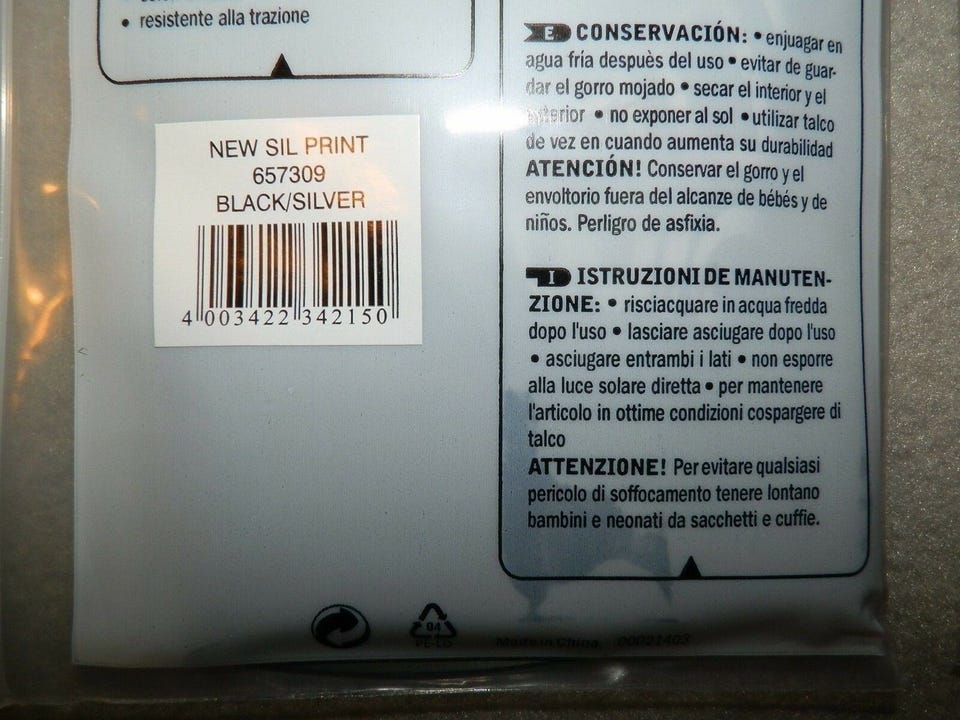 • resistente alla trazione
NEW SIL PRINT
657309
BLACK/SILVER
4 003422 342150
E CONSERVACIÓN: • enjuagar en
agua fría despuès del uso • evitar de guar-
dar el gorro mojado • secar el interior y el
exterior • no exponer al sol • utilizar talco
de vez en cuando aumenta su durabilidad
ATENCIÓN! Conservar el gorro y el
envoltorio fuera del alcanze de bébés y de
niños. Perligro de asfixia.
I ISTRUZIONI DE MANUTEN-
ZIONE: • risciacquare in acqua fredda
dopo l'uso • lasciare asciugare dopo l'uso
• asciugare entrambi i lati • non esporre
alla luce solare diretta • per mantenere
l'articolo in ottime condizioni cospargere di
talco
ATTENZIONE! Per evitare qualsiasi
pericolo di soffocamento tenere lontano
bambini e neonati da sacchetti e cuffie.
04
PE-LD
Made in China 00021403